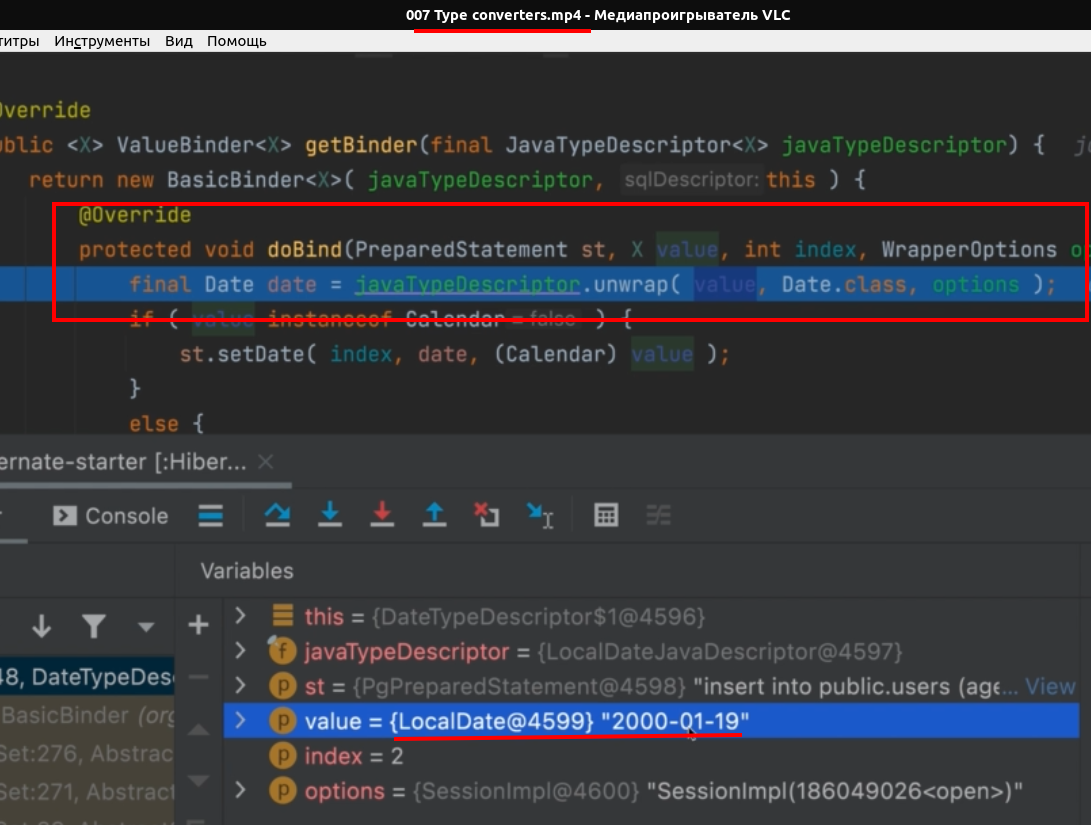 007 Type converters.mp4 - Медиапроигрыватель VLC
титры Инструменты Вид Помощь
Override
ublic <X> ValueBinder<X> getBinder(final JavaTypeDescriptor<X> javaTypeDescriptor) {
return new BasicBinder<X>( javaTypeDescriptor, sqlDescriptor: this ) {
@Override
protected void doBind(PreparedStatement st, X value, int index, WrapperOptions
final Date date = javaTypeDescriptor.unwrap( value, Date.class, options );
if ( value instanceof Calendar = false ) {
st.setDate( index, date, (Calendar) value );
}
else {
ernate-starter [:Hiber...
Console
Variables
this = {DateTypeDescriptor$1@4596}
javaTypeDescriptor = {LocalDateJavaDescriptor@4597}
48, DateTypeDes
st = {PgPreparedStatement@4598} "insert into public.users (age... View
BasicBinder (org
value = {LocalDate@4599} "2000-01-19"
Set:276, Abstrac
index = 2
Set:271, Abstract
options = {SessionImpl@4600} "SessionImpl(186049026<open>)"